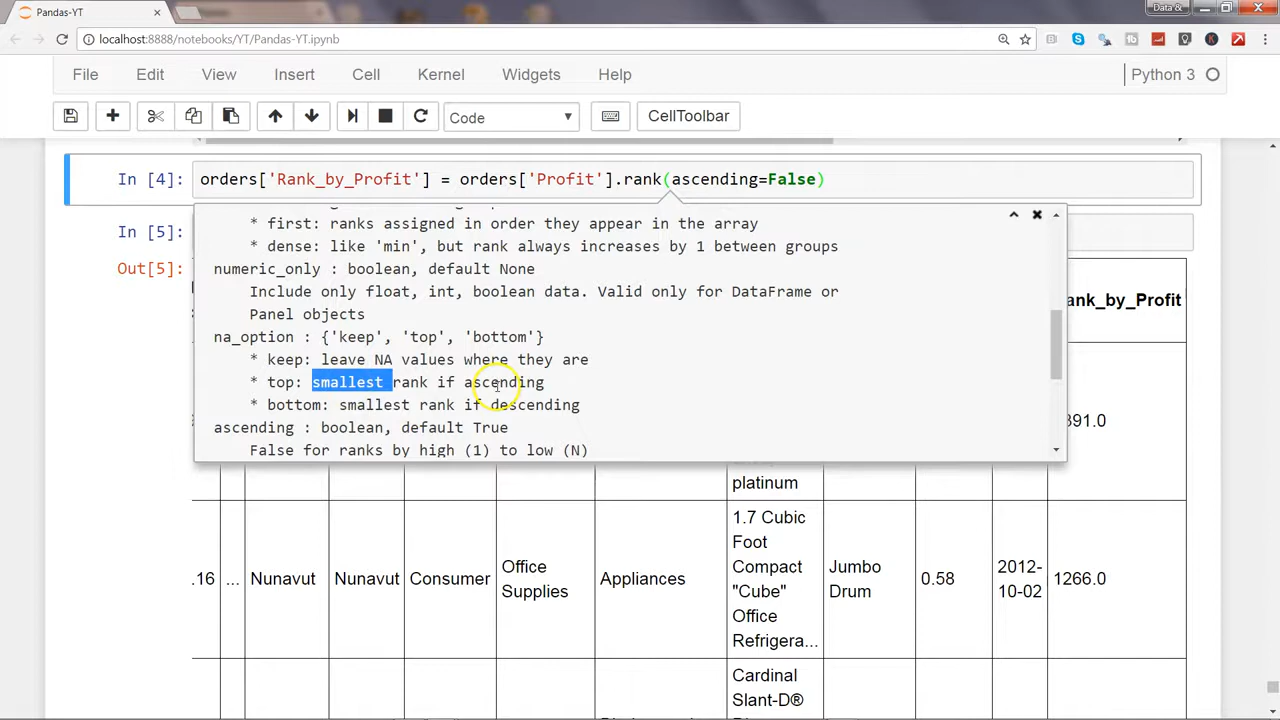 Pandas-YT
Data &
localhost:8888/notebooks/YT/Pandas-YT.ipynb
File Edit View Insert Cell Kernel Widgets Help Python 3
Code CellToolbar
In [4]: orders['Rank_by_Profit'] = orders['Profit'].rank(ascending=False)
* first: ranks assigned in order they appear in the array
In [5]:
* dense: like 'min', but rank always increases by 1 between groups
Out[5]: numeric_only : boolean, default None
Include only float, int, boolean data. Valid only for DataFrame or
ank_by_Profit
Panel objects
na_option : {'keep', 'top', 'bottom'}
* keep: leave NA values where they are
* top: smallest rank if ascending
* bottom: smallest rank if descending
391.0
ascending : boolean, default True
False for ranks by high (1) to low (N)
platinum
1.7 Cubic
Foot
Compact
"Cube"
Office
Refrigera...
.16 ... Nunavut Nunavut Consumer
Office
Supplies
Appliances
Jumbo
Drum
0.58
2012-
10-02
1266.0
Cardinal
Slant-D®